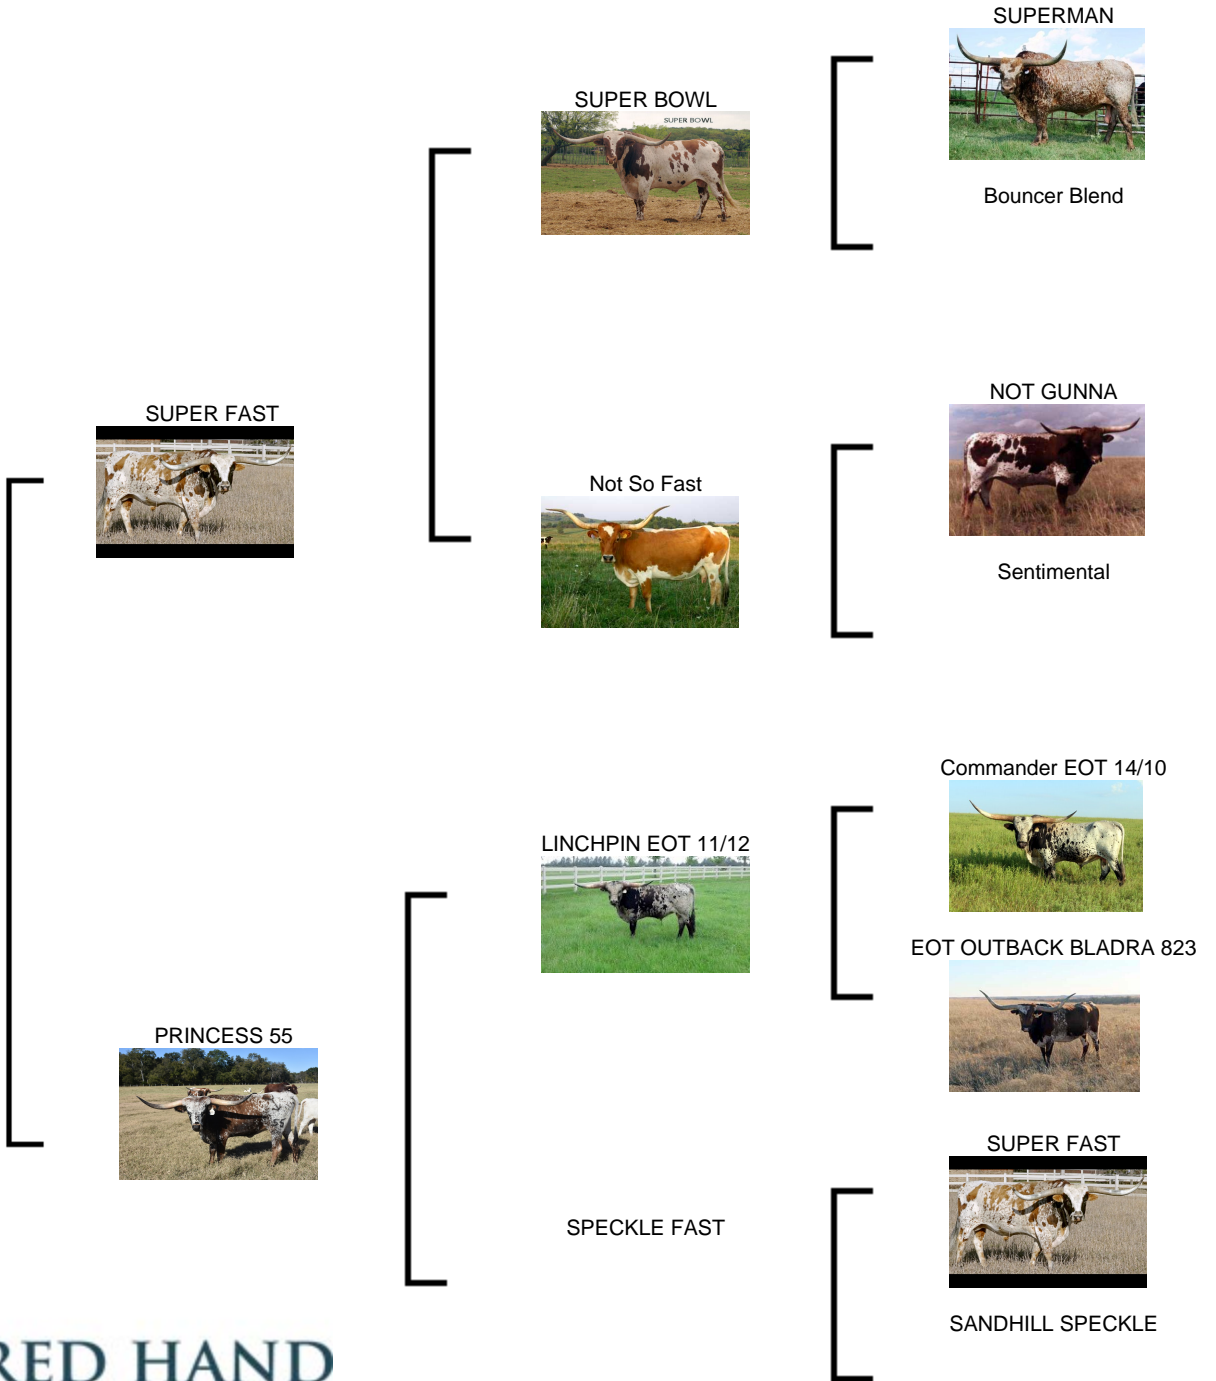 SUPERMAN
SUPER BOWL
SUPER BOWL
Bouncer Blend
NOT GUNNA
SUPER FAST
Not So Fast
Sentimental
Commander EOT 14/10
LINCHPIN EOT 11/12
EOT OUTBACK BLADRA 823
PRINCESS 55
SUPER FAST
SPECKLE FAST
SANDHILL SPECKLE
RED HAND